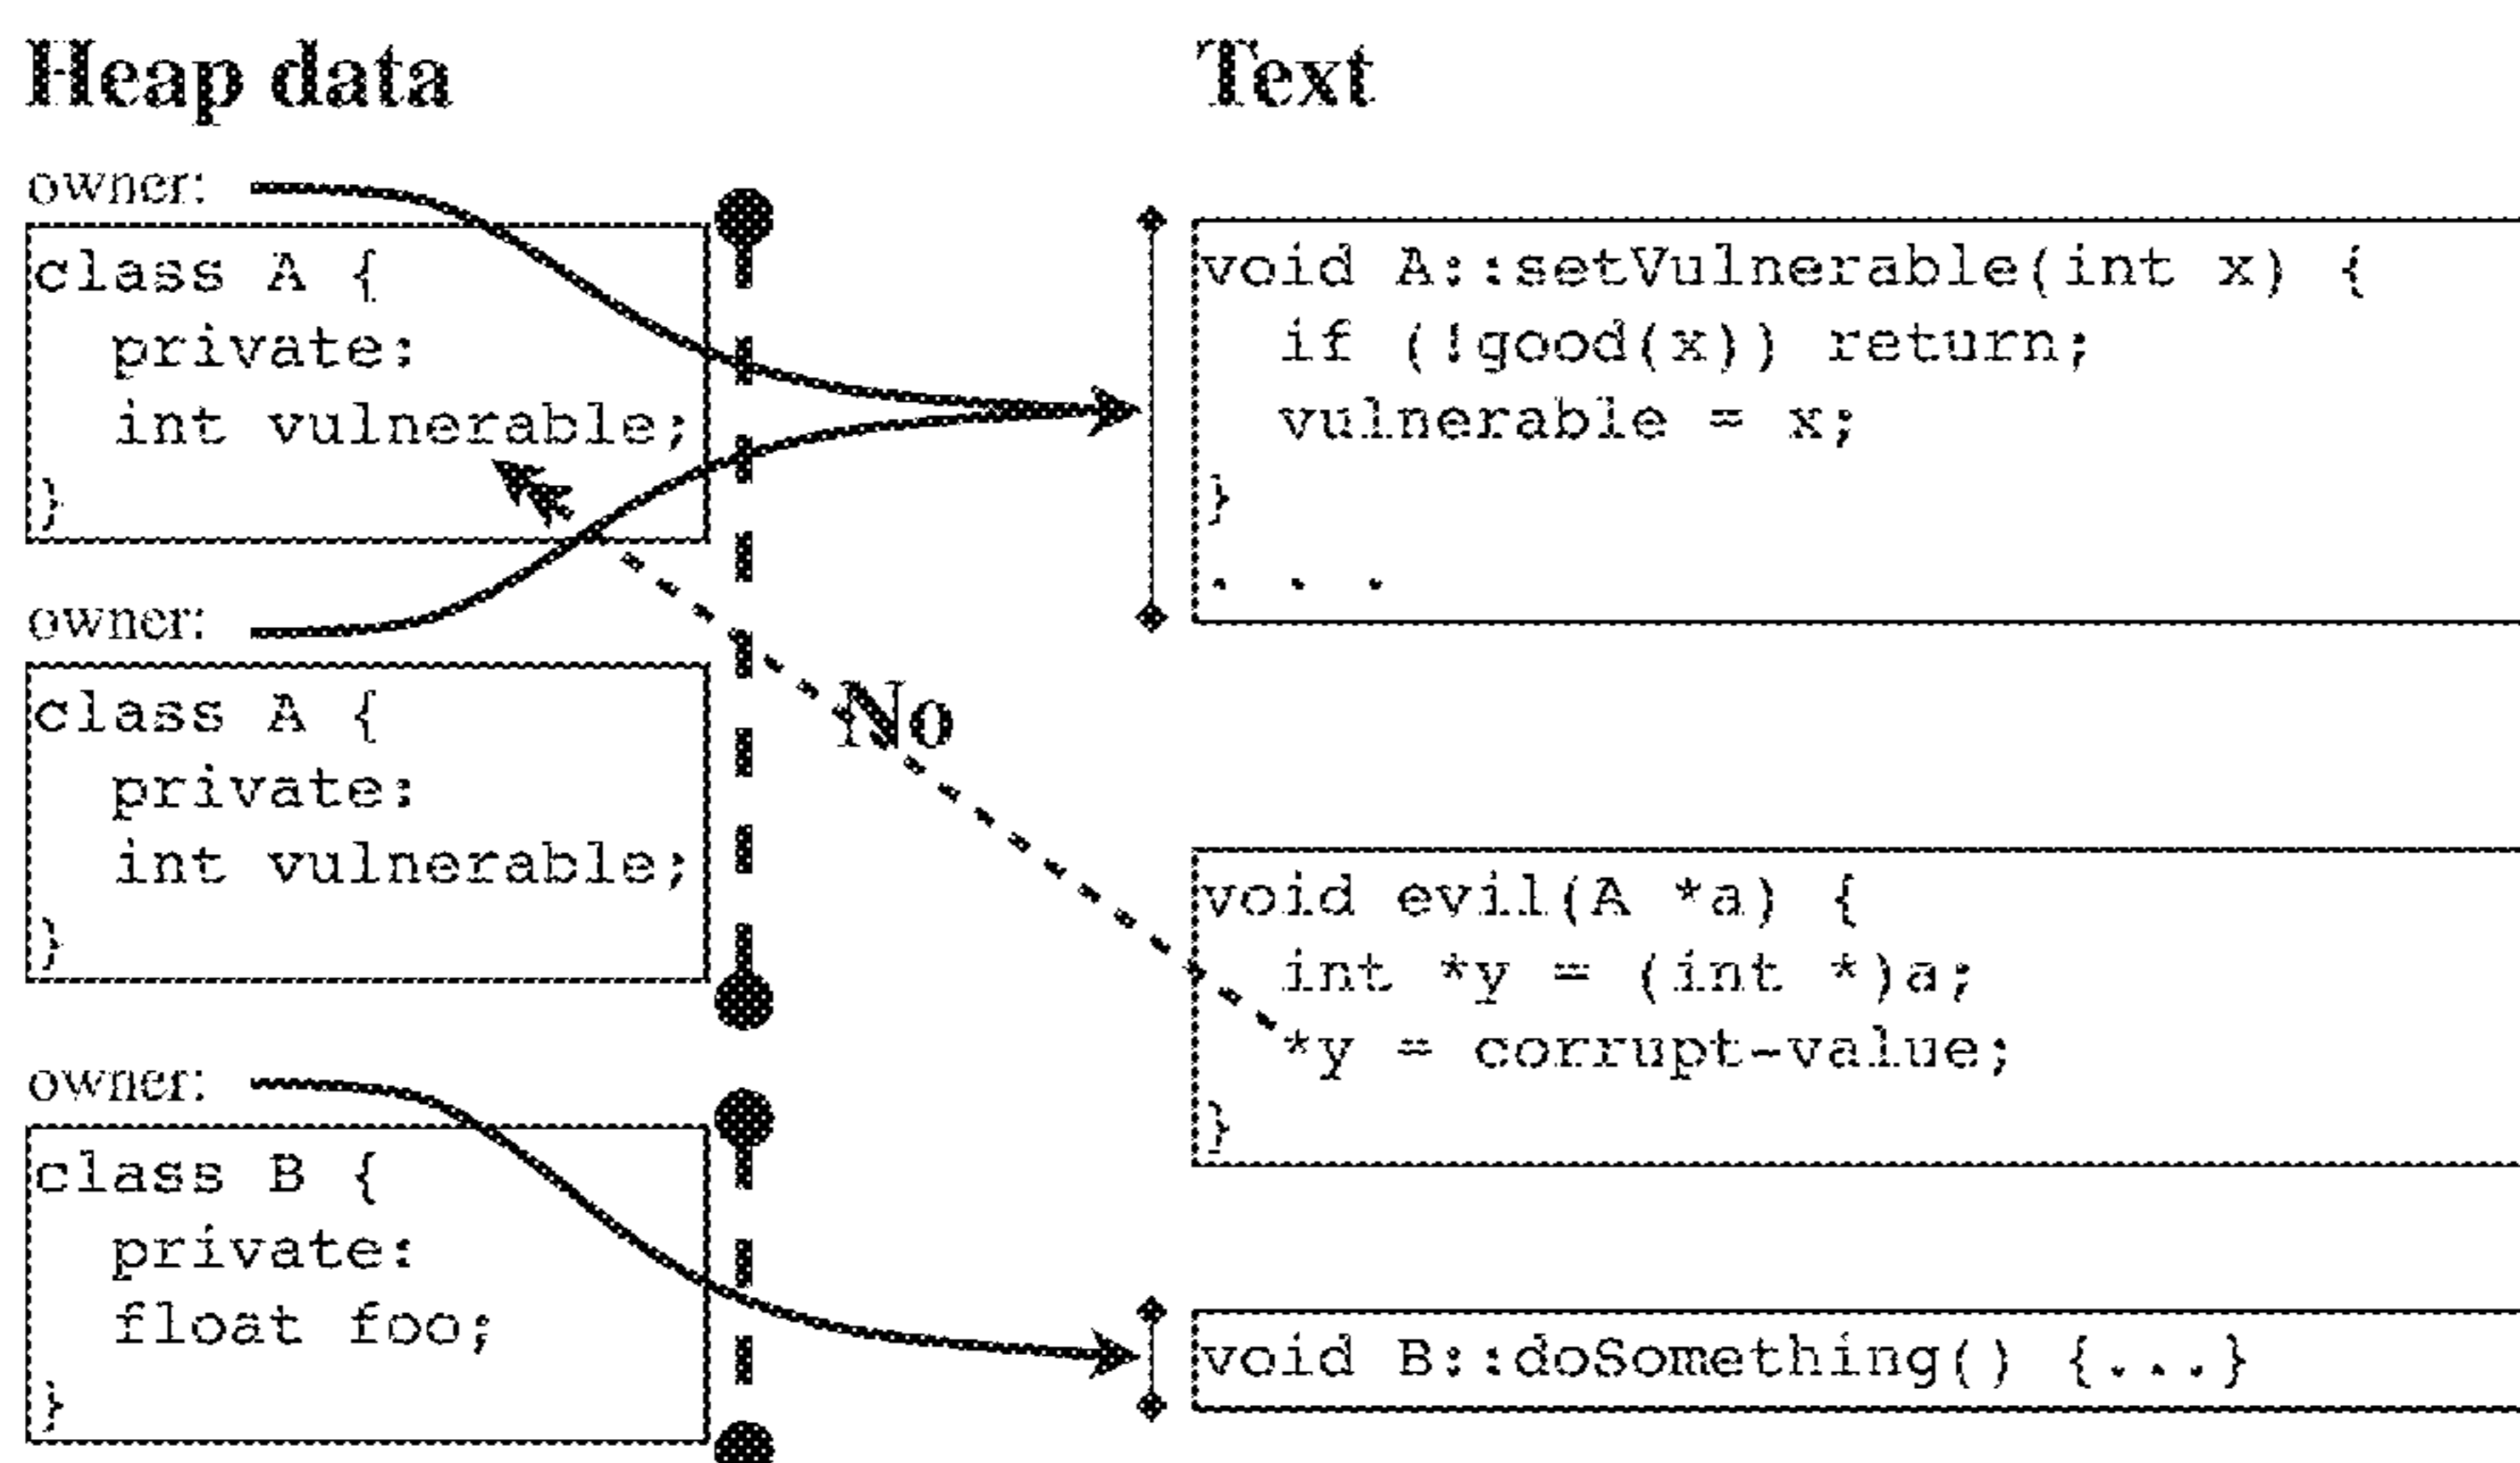 Heap data
owner:
class A {
private:
int vulnerable;
}
owner:
class A {
private:
int vulnerable;
}
owner:
class B {
private:
float foo;
}
No
Text
void A::setVulnerable(int x) {
if (!good(x)) return;
vulnerable = x;
}
. . .
void evil(A *a) {
int *y = (int *)a;
*y = corrupt-value;
}
void B::doSomething() {...}